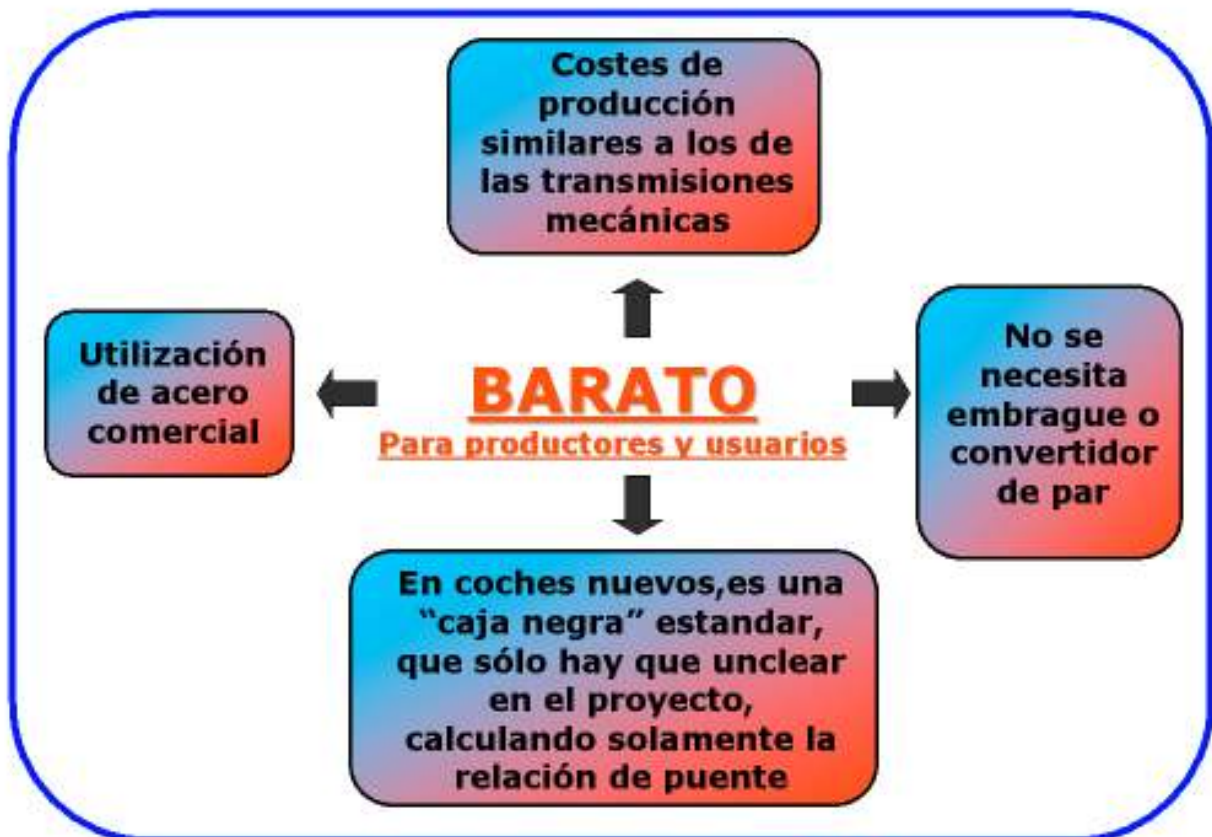 Costes de
producción
similares a los de
las transmisiones
mecánicas
Utilización
de acero
comercial
BARATO
Para productores y usuarios
No se
necesita
embrague o
convertidor
de par
En coches nuevos,es una
“caja negra” estandar,
que sólo hay que unclear
en el proyecto,
calculando solamente la
relación de puente